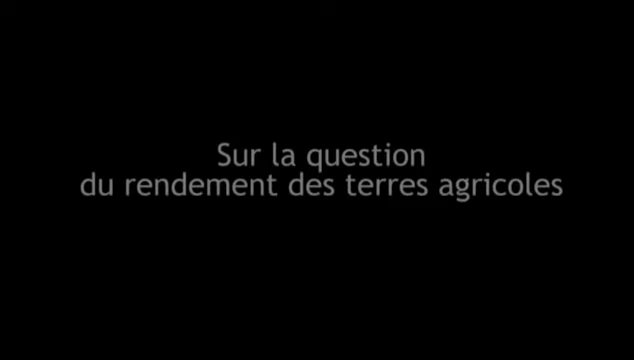 Sur la question
du rendement des terres agricoles